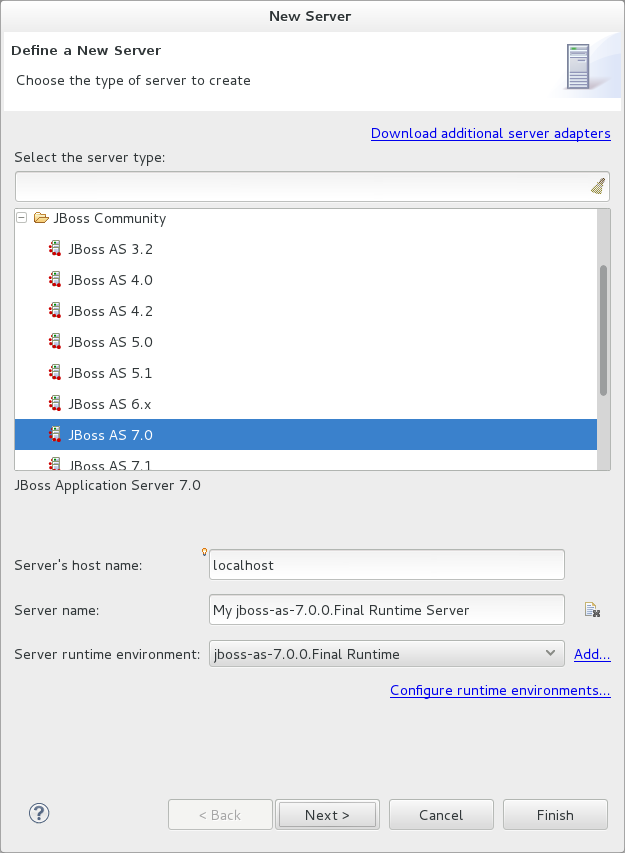 New Server
Define a New Server
Choose the type of server to create
Download additional server adapters
Select the server type:
JBoss Community
JBoss AS 3.2
JBoss AS 4.0
JBoss AS 4.2
JBoss AS 5.0
JBoss AS 5.1
JBoss AS 6.x
JBoss AS 7.0
JBoss AS 7.1
JBoss Application Server 7.0
Server's host name: localhost
Server name: My jboss-as-7.0.0.Final Runtime Server
Server runtime environment: jboss-as-7.0.0.Final Runtime Add...
Configure runtime environments...
? < Back Next > Cancel Finish